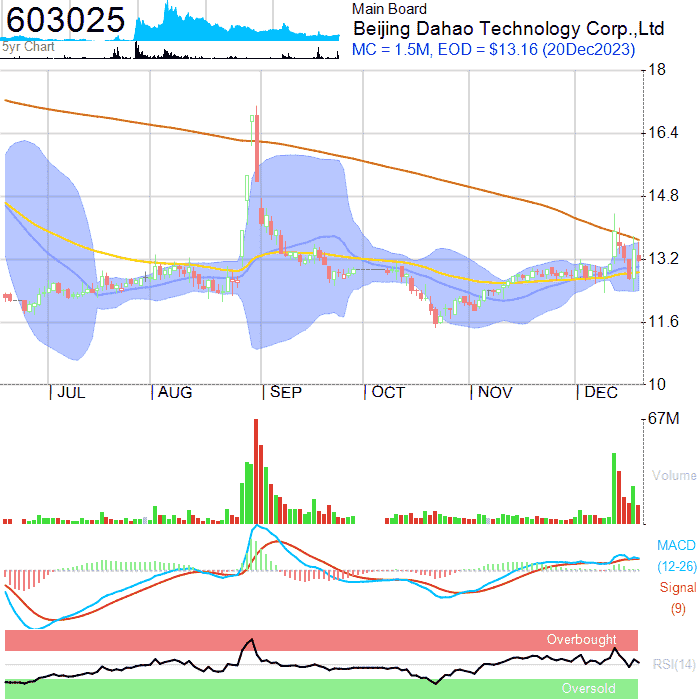 603025
5yr Chart
Main Board
Beijing Dahao Technology Corp.,Ltd
MC = 1.5M, EOD = $13.16 (20Dec2023)
18
16.4
14.8
13.2
11.6
10
JUL AUG SEP OCT NOV DEC
67M
Volume
MACD
(12-26)
Signal
(9)
Overbought
RSI(14)
Oversold